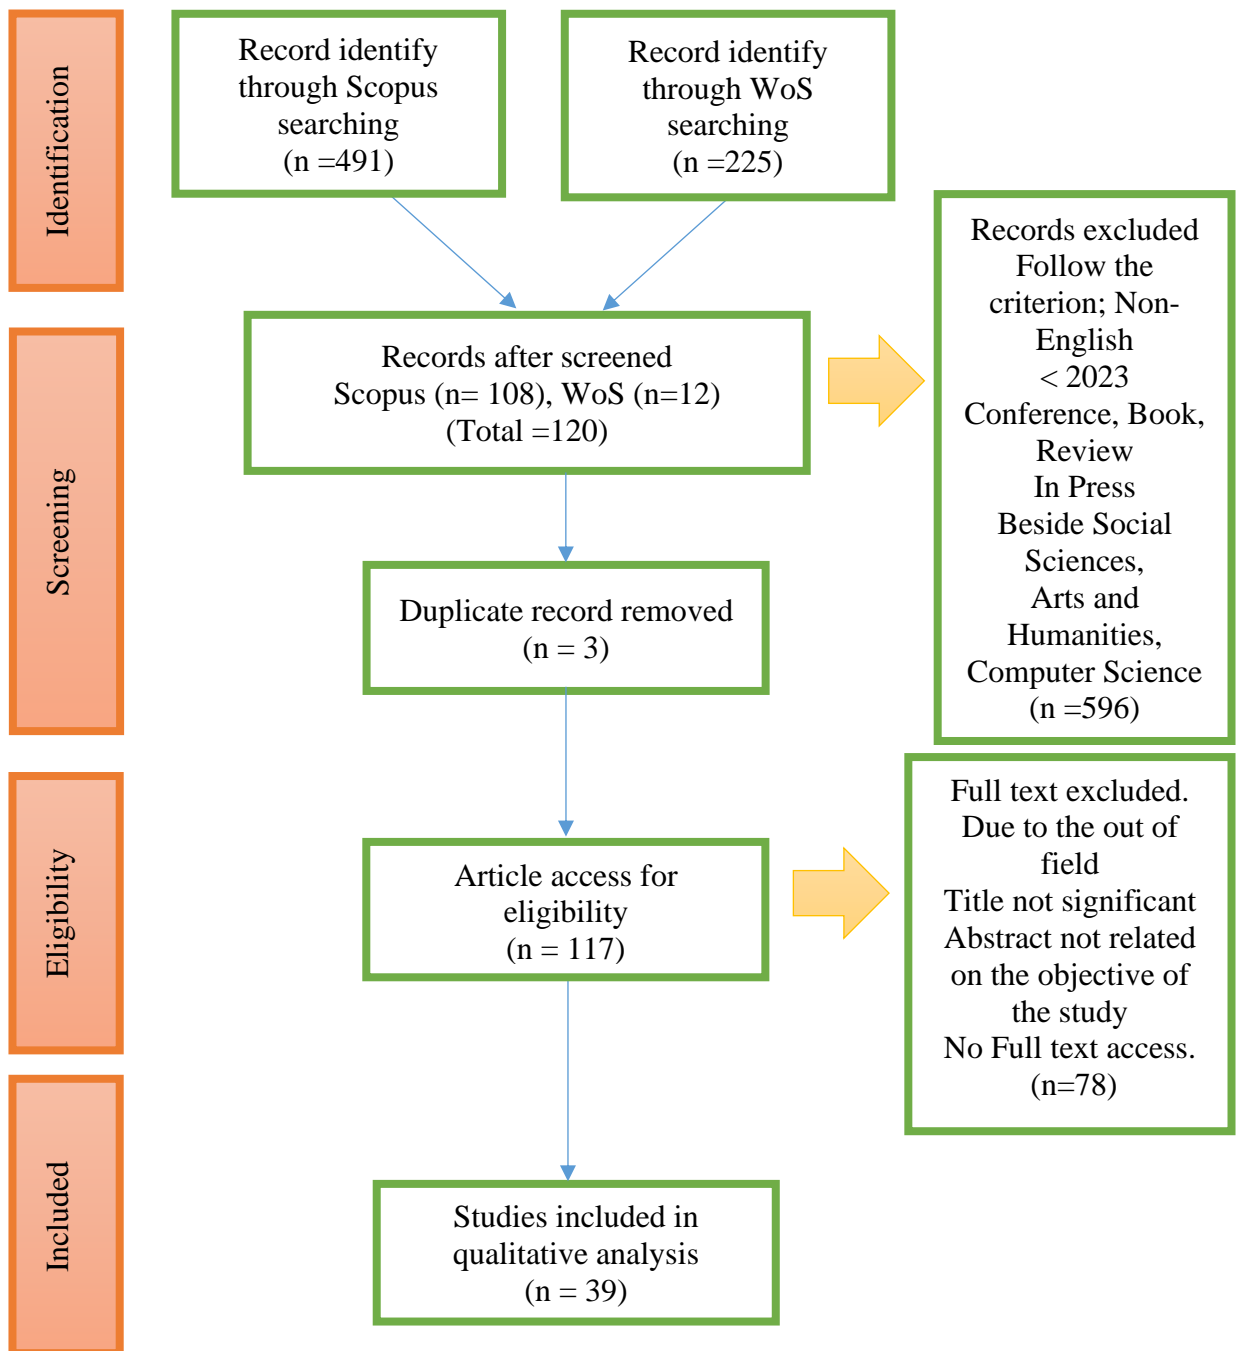 Identification
Record identify
through Scopus
searching
(n =491)
Record identify
through WoS
searching
(n =225)
Records excluded
Follow the
criterion; Non-
English
< 2023
Conference, Book,
Review
In Press
Beside Social
Sciences,
Arts and
Humanities,
Computer Science
(n =596)
Screening
Records after screened
Scopus (n= 108), WoS (n=12)
(Total =120)
Duplicate record removed
(n = 3)
Eligibility
Article access for
eligibility
(n = 117)
Full text excluded.
Due to the out of
field
Title not significant
Abstract not related
on the objective of
the study
No Full text access.
(n=78)
Included
Studies included in
qualitative analysis
(n = 39)